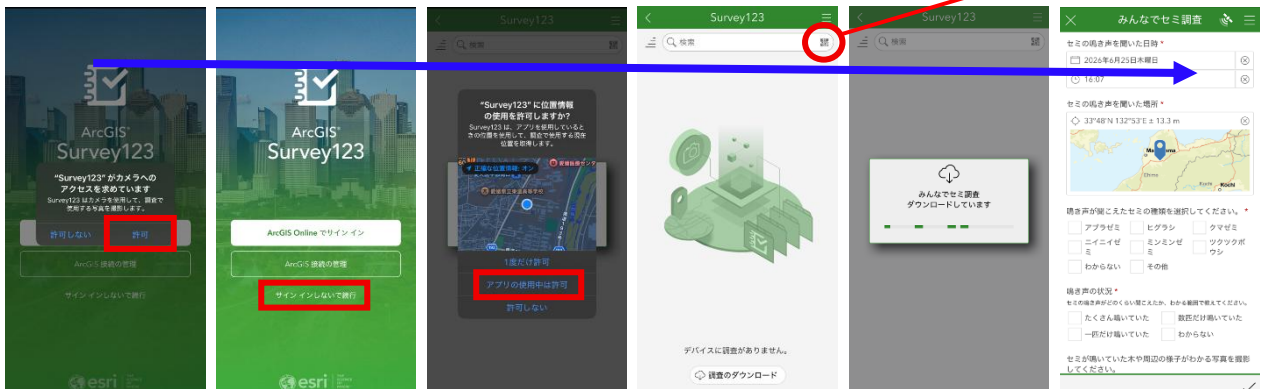 ArcGIS®
Survey123
"Survey123" がカメラへの
アクセスを求めています
Survey123 はカメラを使用して、調査で
使用する写真を撮影します。
許可しない
許可
ArcGIS 接続の管理
サイン インしないで続行
esri
ArcGIS®
Survey123
ArcGIS Online でサイン イン
ArcGIS 接続の管理
サイン インしないで続行
esri
Survey123
検索
"Survey123" に位置情報
の使用を許可しますか?
Survey123 は、アプリを使用していると
きの位置を使用して、調査で使用する現在
位置を取得します。
正確な位置情報: オン
1度だけ許可
アプリの使用中は許可
許可しない
Survey123
検索
デバイスに調査がありません。
調査のダウンロード
Survey123
検索
みんなでセミ調査
ダウンロードしています
みんなでセミ調査
セミの鳴き声を聞いた日時 *
2026年6月25日木曜日
16:07
セミの鳴き声を聞いた場所 *
33°48'N 132°53'E ± 13.3 m
Ehime
Kochi
鳴き声が聞こえたセミの種類を選択してください。 *
アブラゼミ
ヒグラシ
クマゼミ
ニイニイゼミ
ミンミンゼミ
ツクツクボウシ
わからない
その他
鳴き声の状況 *
セミの鳴き声がどのくらい聞こえたか、わかる範囲で教えてください。
たくさん鳴いていた
数匹だけ鳴いていた
一匹だけ鳴いていた
わからない
セミが鳴いていた木や周辺の様子がわかる写真を撮影
してください。